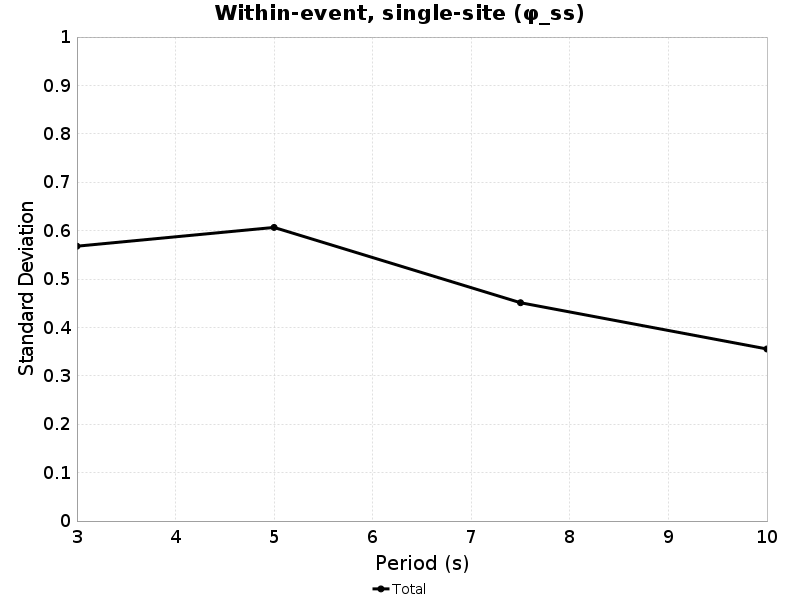 Within-event, single-site (φ_ss)
1
0.9
0.8
0.7
0.6
0.5
0.4
0.3
0.2
0.1
0
Standard Deviation
3 4 5 6 7 8 9 10
Period (s)
Total